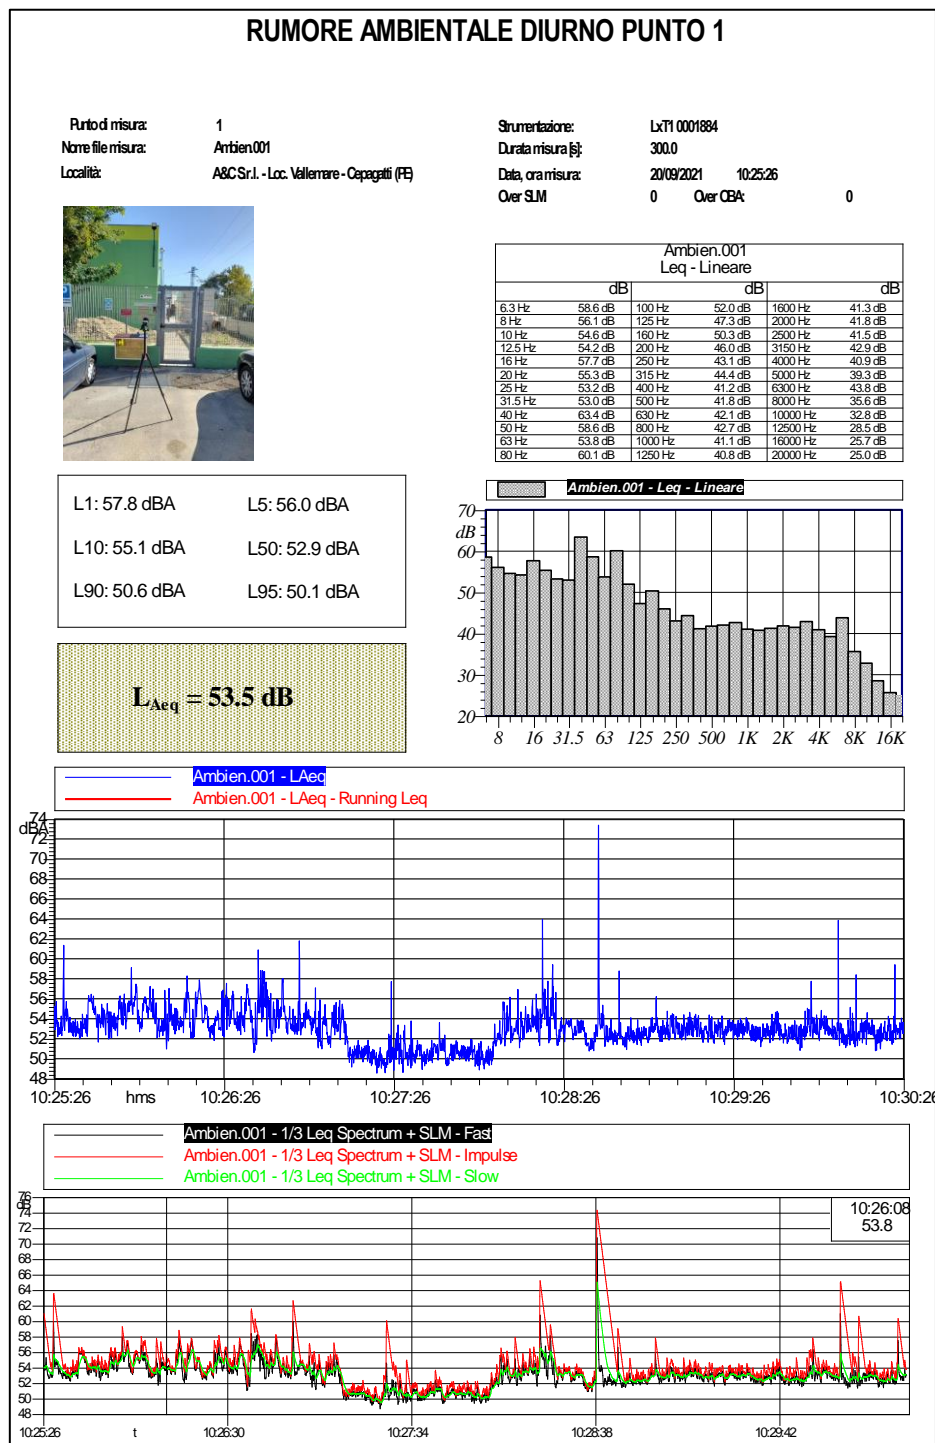 RUMORE AMBIENTALE DIURNO PUNTO 1
Punto di misura: 1
Nome file misura: Ambien.001
Località: A&C S.r.l. - Loc. Vallemare - Cepagatti (PE)
Strumentazione: LxT1 0001884
Durata misura [s]: 300.0
Data, ora misura: 20/09/2021 10:25:26
Over SLM 0 Over OBA: 0
Ambien.001
Leq - Lineare
dB dB dB
6.3 Hz 58.6 dB 100 Hz 52.0 dB 1600 Hz 41.3 dB
8 Hz 56.1 dB 125 Hz 47.3 dB 2000 Hz 41.8 dB
10 Hz 54.6 dB 160 Hz 50.3 dB 2500 Hz 41.5 dB
12.5 Hz 54.2 dB 200 Hz 46.0 dB 3150 Hz 42.9 dB
16 Hz 57.7 dB 250 Hz 43.1 dB 4000 Hz 40.9 dB
20 Hz 55.3 dB 315 Hz 44.4 dB 5000 Hz 39.3 dB
25 Hz 53.2 dB 400 Hz 41.2 dB 6300 Hz 43.8 dB
31.5 Hz 53.0 dB 500 Hz 41.8 dB 8000 Hz 35.6 dB
40 Hz 63.4 dB 630 Hz 42.1 dB 10000 Hz 32.8 dB
50 Hz 58.6 dB 800 Hz 42.7 dB 12500 Hz 28.5 dB
63 Hz 53.8 dB 1000 Hz 41.1 dB 16000 Hz 25.7 dB
80 Hz 60.1 dB 1250 Hz 40.8 dB 20000 Hz 25.0 dB
L1: 57.8 dBA L5: 56.0 dBA
L10: 55.1 dBA L50: 52.9 dBA
L90: 50.6 dBA L95: 50.1 dBA
LAeq = 53.5 dB
Ambien.001 - Leq - Lineare
70
dB
60
50
40
30
20
8 16 31.5 63 125 250 500 1K 2K 4K 8K 16K
Ambien.001 - LAeq
Ambien.001 - LAeq - Running Leq
74
dBA
72
70
68
66
64
62
60
58
56
54
52
50
48
10:25:26 hms 10:26:26 10:27:26 10:28:26 10:29:26 10:30:26
Ambien.001 - 1/3 Leq Spectrum + SLM - Fast
Ambien.001 - 1/3 Leq Spectrum + SLM - Impulse
Ambien.001 - 1/3 Leq Spectrum + SLM - Slow
76
dB
74
72
70
68
66
64
62
60
58
56
54
52
50
48
10:26:08
53.8
10:25:26 t 10:26:30 10:27:34 10:28:38 10:29:42